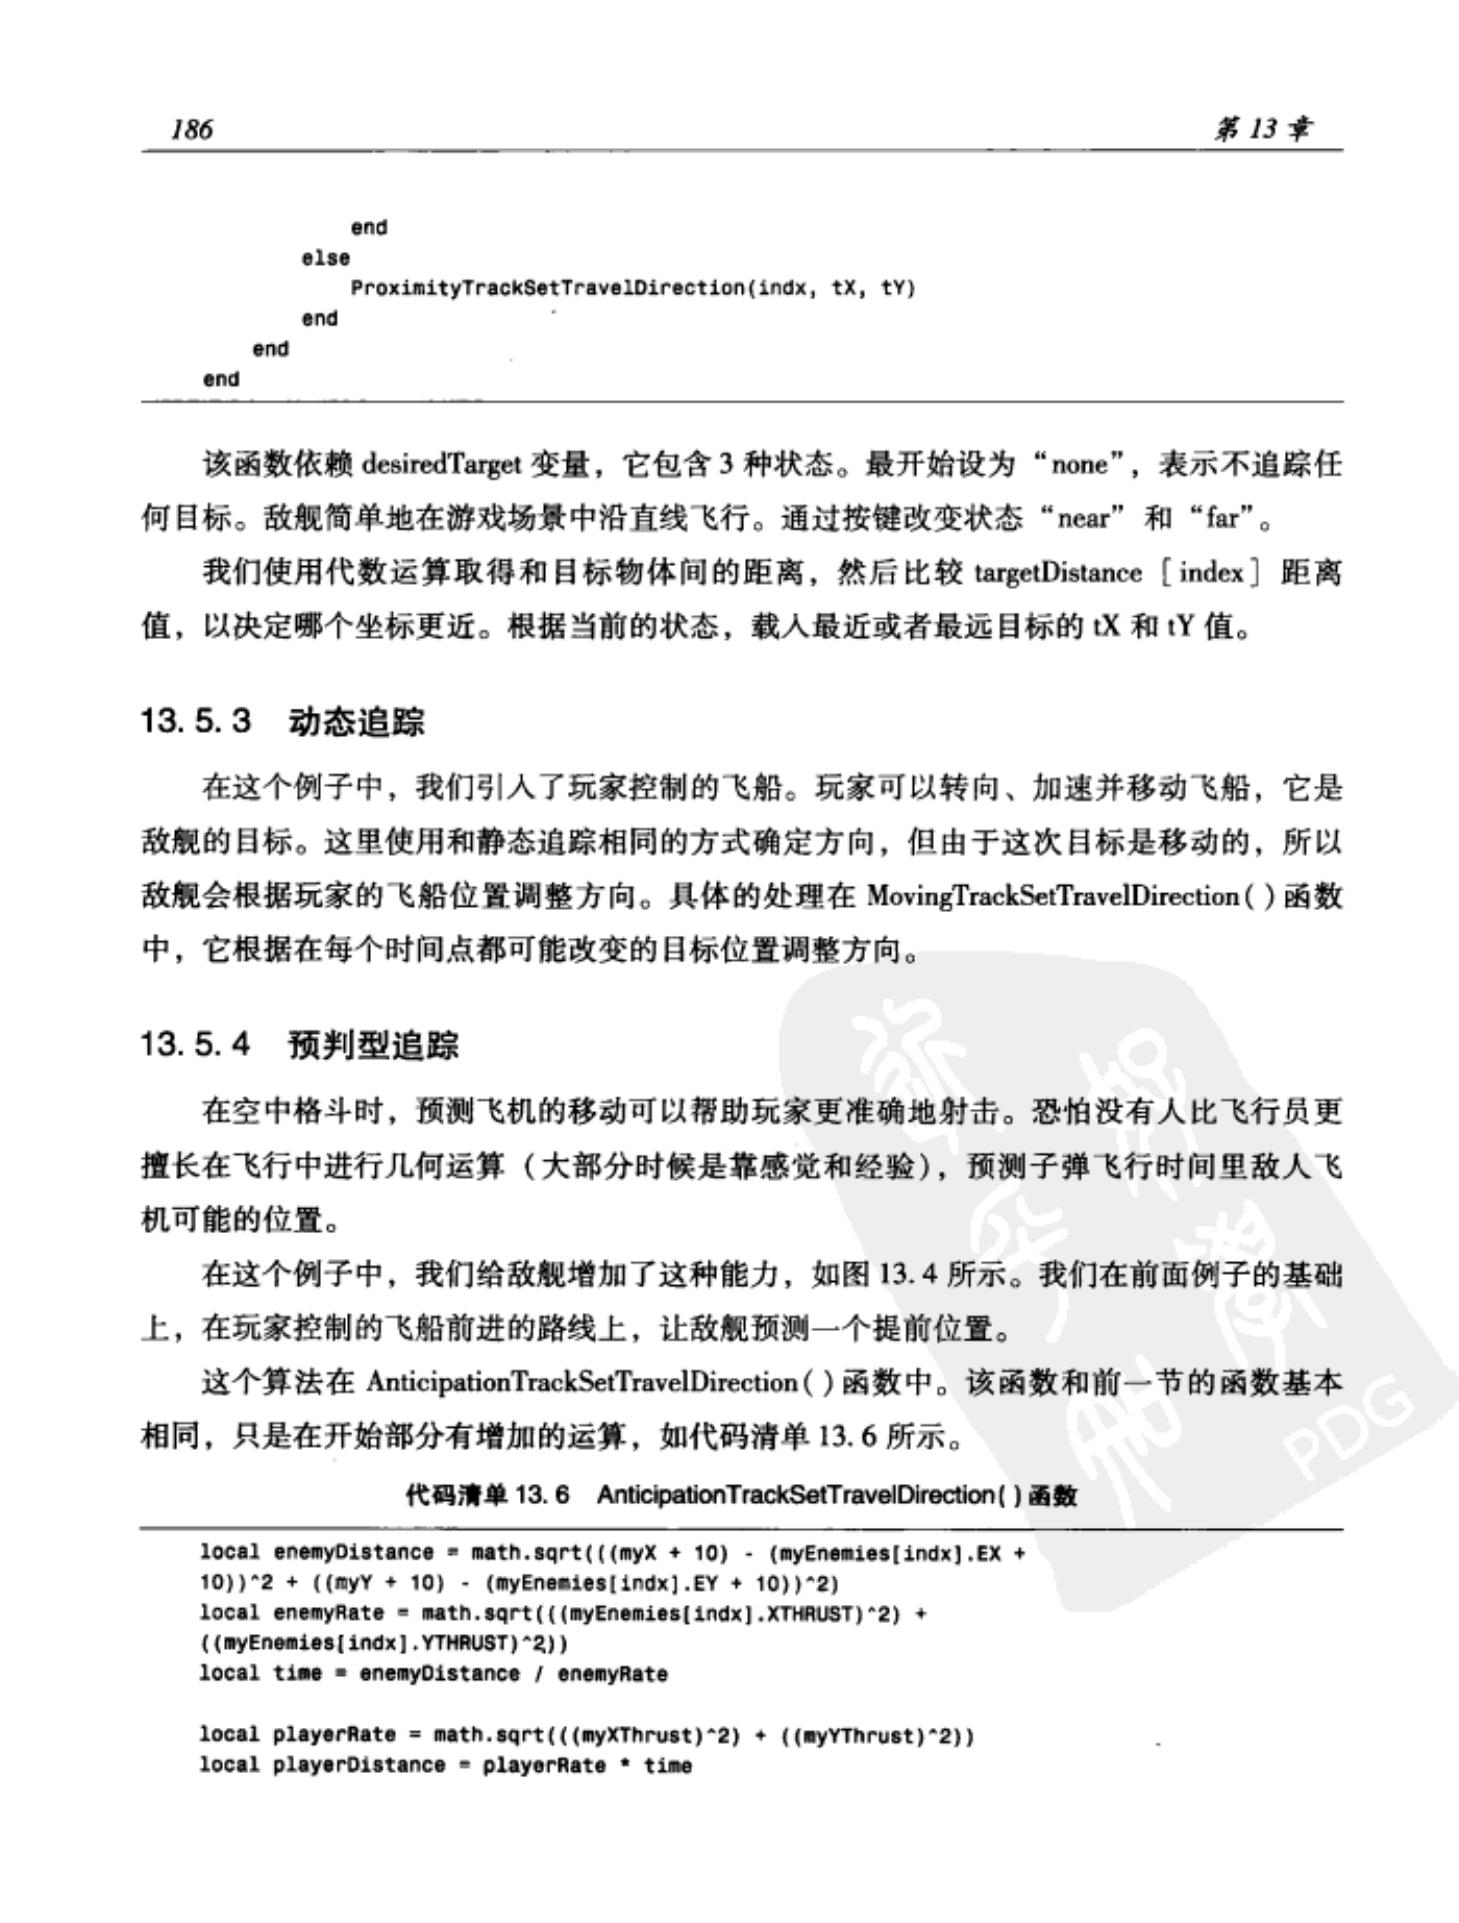 186
第 13 章
end
else
ProximityTrackSetTravelDirection(indx, tX, tY)
end
end
end
该函数依赖 desiredTarget 变量，它包含 3 种状态。最开始设为“none”，表示不追踪任
何目标。敌舰简单地在游戏场景中沿直线飞行。通过按键改变状态“near”和“far”。
我们使用代数运算取得和目标物体间的距离，然后比较 targetDistance［index］距离
值，以决定哪个坐标更近。根据当前的状态，载入最近或者最远目标的 tX 和 tY 值。
13.5.3 动态追踪
在这个例子中，我们引入了玩家控制的飞船。玩家可以转向、加速并移动飞船，它是
敌舰的目标。这里使用和静态追踪相同的方式确定方向，但由于这次目标是移动的，所以
敌舰会根据玩家的飞船位置调整方向。具体的处理在 MovingTrackSetTravelDirection( ) 函数
中，它根据在每个时间点都可能改变的目标位置调整方向。
13.5.4 预判型追踪
在空中格斗时，预测飞机的移动可以帮助玩家更准确地射击。恐怕没有人比飞行员更
擅长在飞行中进行几何运算（大部分时候是靠感觉和经验），预测子弹飞行时间里敌人飞
机可能的位置。
在这个例子中，我们给敌舰增加了这种能力，如图 13.4 所示。我们在前面例子的基础
上，在玩家控制的飞船前进的路线上，让敌舰预测一个提前位置。
这个算法在 AnticipationTrackSetTravelDirection( ) 函数中。该函数和前一节的函数基本
相同，只是在开始部分有增加的运算，如代码清单 13.6 所示。
代码清单 13.6 AnticipationTrackSetTravelDirection( ) 函数
local enemyDistance = math.sqrt(((myX + 10) - (myEnemies[indx].EX +
10))^2 + ((myY + 10) - (myEnemies[indx].EY + 10))^2)
local enemyRate = math.sqrt(((myEnemies[indx].XTHRUST)^2) +
((myEnemies[indx].YTHRUST)^2))
local time = enemyDistance / enemyRate
local playerRate = math.sqrt(((myXThrust)^2) + ((myYThrust)^2))
local playerDistance = playerRate * time
PDG